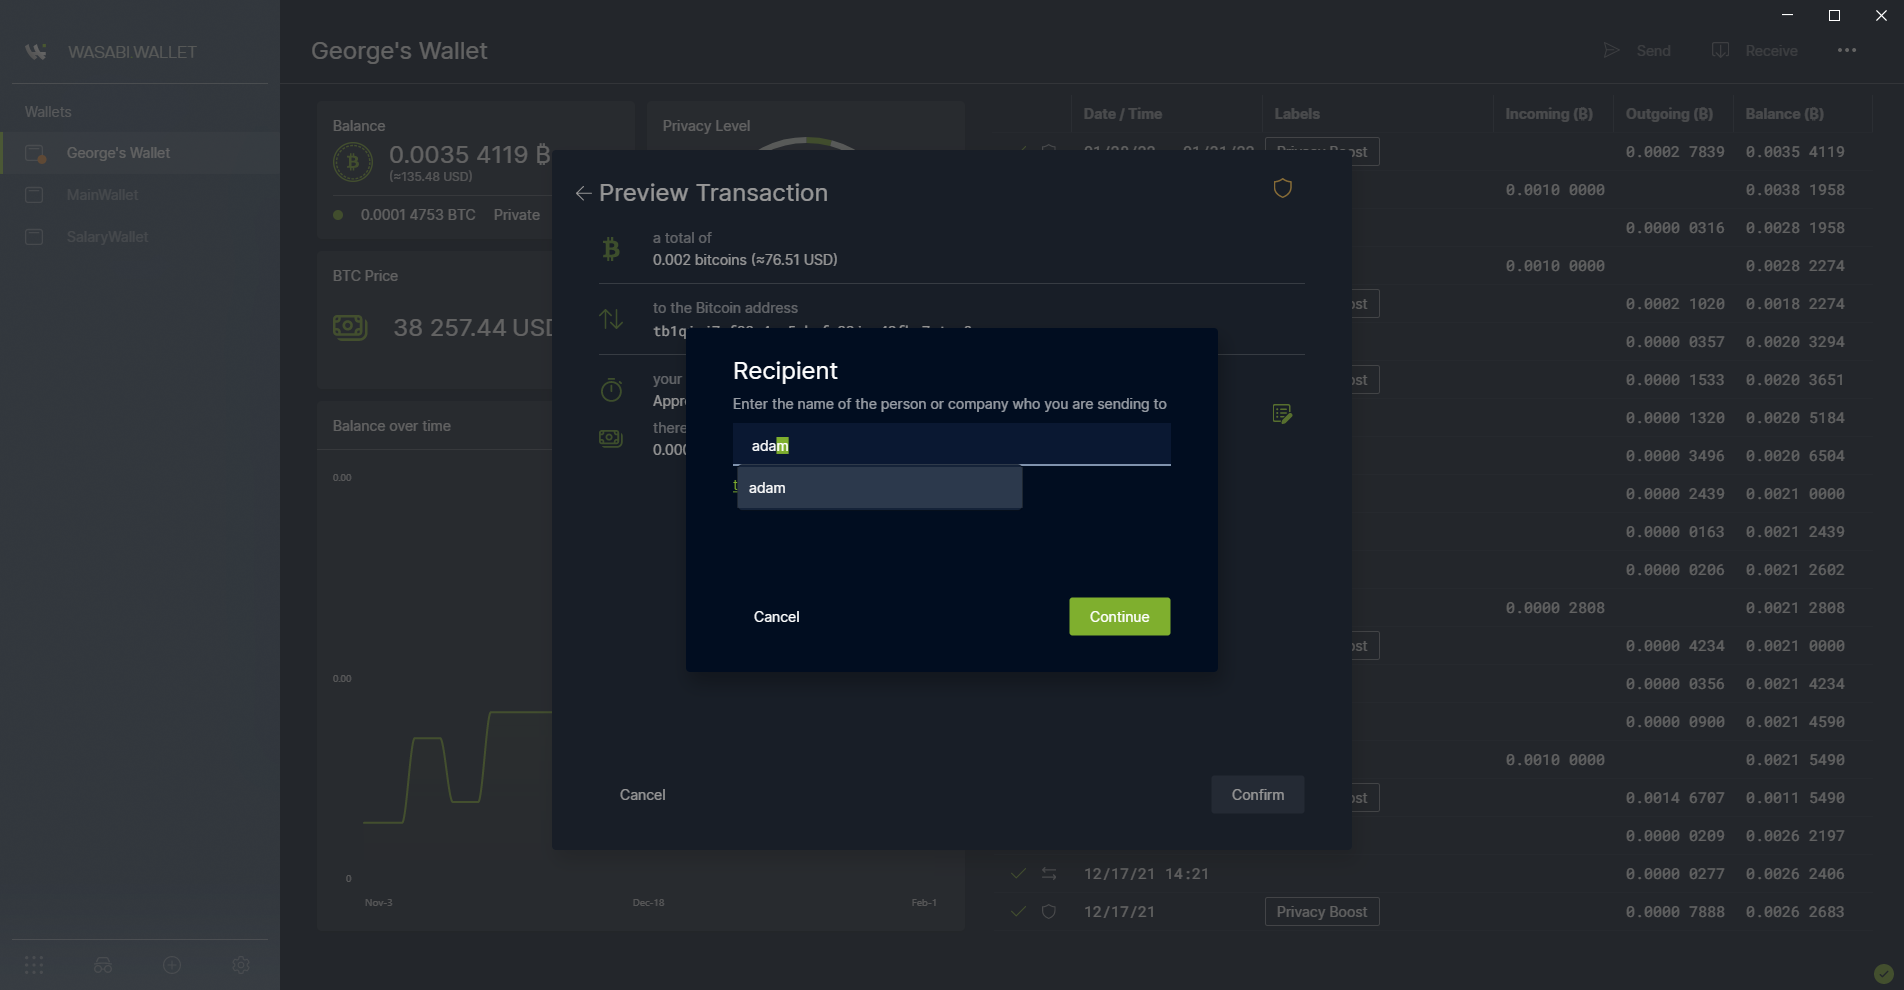 WASABI.WALLET
George's Wallet
Send
Receive
Wallets
George's Wallet
MainWallet
SalaryWallet
Balance
0.0035 4119 ₿
(≈135.48 USD)
0.0001 4753 BTC Private
Privacy Level
BTC Price
38 257.44 USD
Balance over time
0.00
0.00
0
Nov-3 Dec-18 Feb-1
Preview Transaction
a total of
0.002 bitcoins (≈76.51 USD)
to the Bitcoin address
your
Cancel
Confirm
Recipient
Enter the name of the person or company who you are sending to
adam
adam
Cancel
Continue
Date / Time Labels Incoming (₿) Outgoing (₿) Balance (₿)
0.0002 7839 0.0035 4119
0.0010 0000 0.0038 1958
0.0000 0316 0.0028 1958
0.0010 0000 0.0028 2274
0.0002 1020 0.0018 2274
0.0000 0357 0.0020 3294
0.0000 1533 0.0020 3651
0.0000 1320 0.0020 5184
0.0000 3496 0.0020 6504
0.0000 2439 0.0021 0000
0.0000 0163 0.0021 2439
0.0000 0206 0.0021 2602
0.0000 2808 0.0021 2808
0.0000 4234 0.0021 0000
0.0000 0356 0.0021 4234
0.0000 0900 0.0021 4590
0.0010 0000 0.0021 5490
0.0014 6707 0.0011 5490
0.0000 0209 0.0026 2197
12/17/21 14:21 0.0000 0277 0.0026 2406
12/17/21 Privacy Boost 0.0000 7888 0.0026 2683